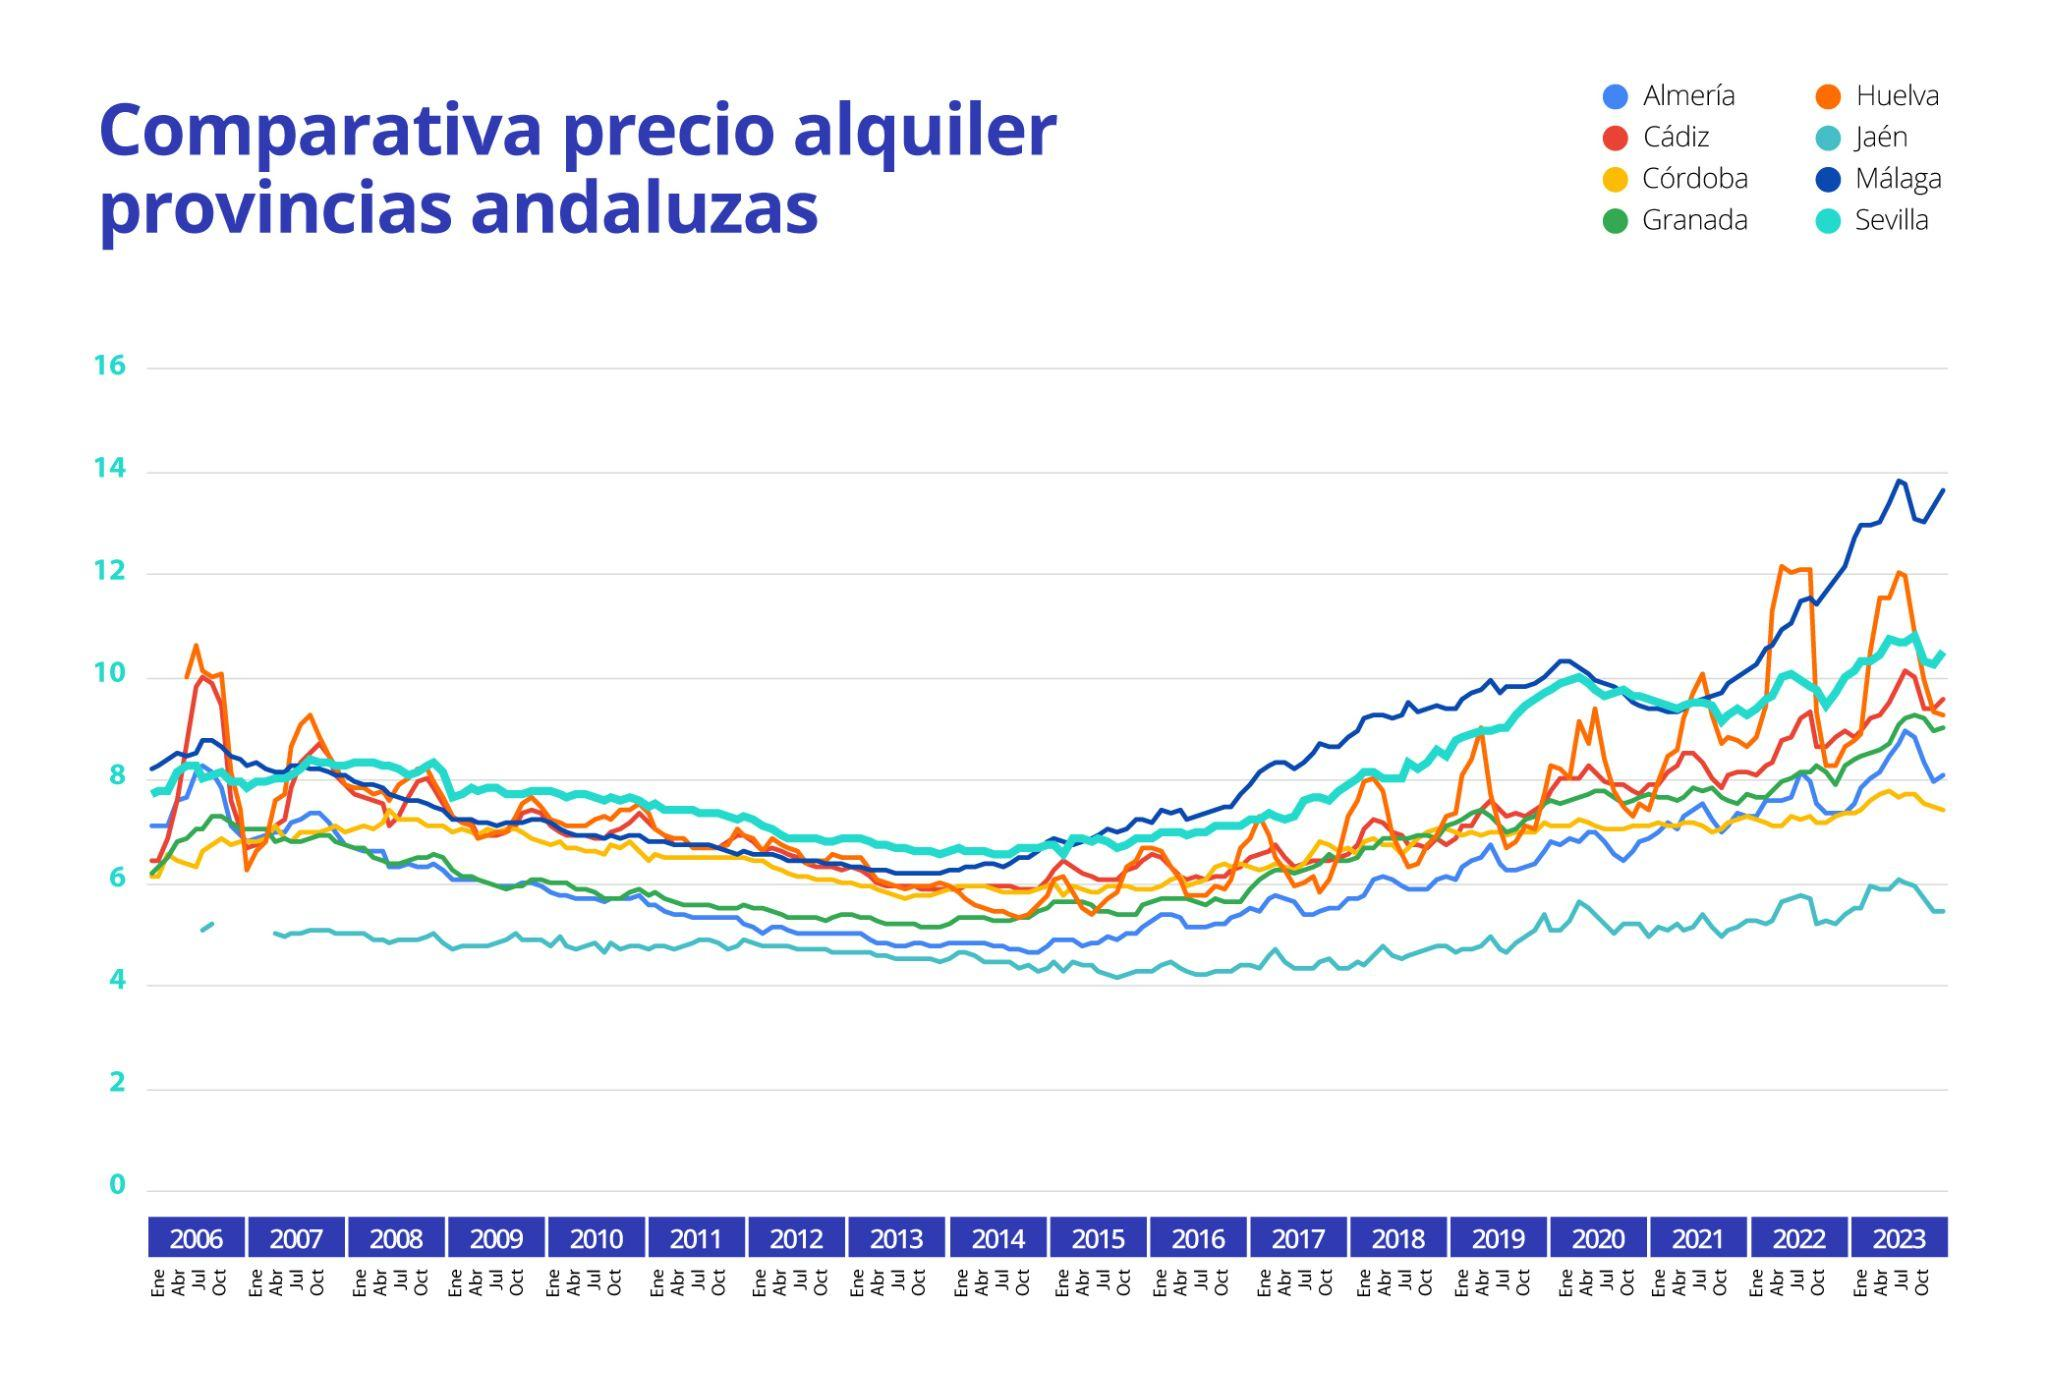 Comparativa precio alquiler
provincias andaluzas
Almería
Cádiz
Córdoba
Granada
Huelva
Jaén
Málaga
Sevilla
16
14
12
10
8
6
4
2
0
2006 2007 2008 2009 2010 2011 2012 2013 2014 2015 2016 2017 2018 2019 2020 2021 2022 2023
Ene Abr Jul Oct Ene Abr Jul Oct Ene Abr Jul Oct Ene Abr Jul Oct Ene Abr Jul Oct Ene Abr Jul Oct Ene Abr Jul Oct Ene Abr Jul Oct Ene Abr Jul Oct Ene Abr Jul Oct Ene Abr Jul Oct Ene Abr Jul Oct Ene Abr Jul Oct Ene Abr Jul Oct Ene Abr Jul Oct Ene Abr Jul Oct Ene Abr Jul Oct Ene Abr Jul Oct